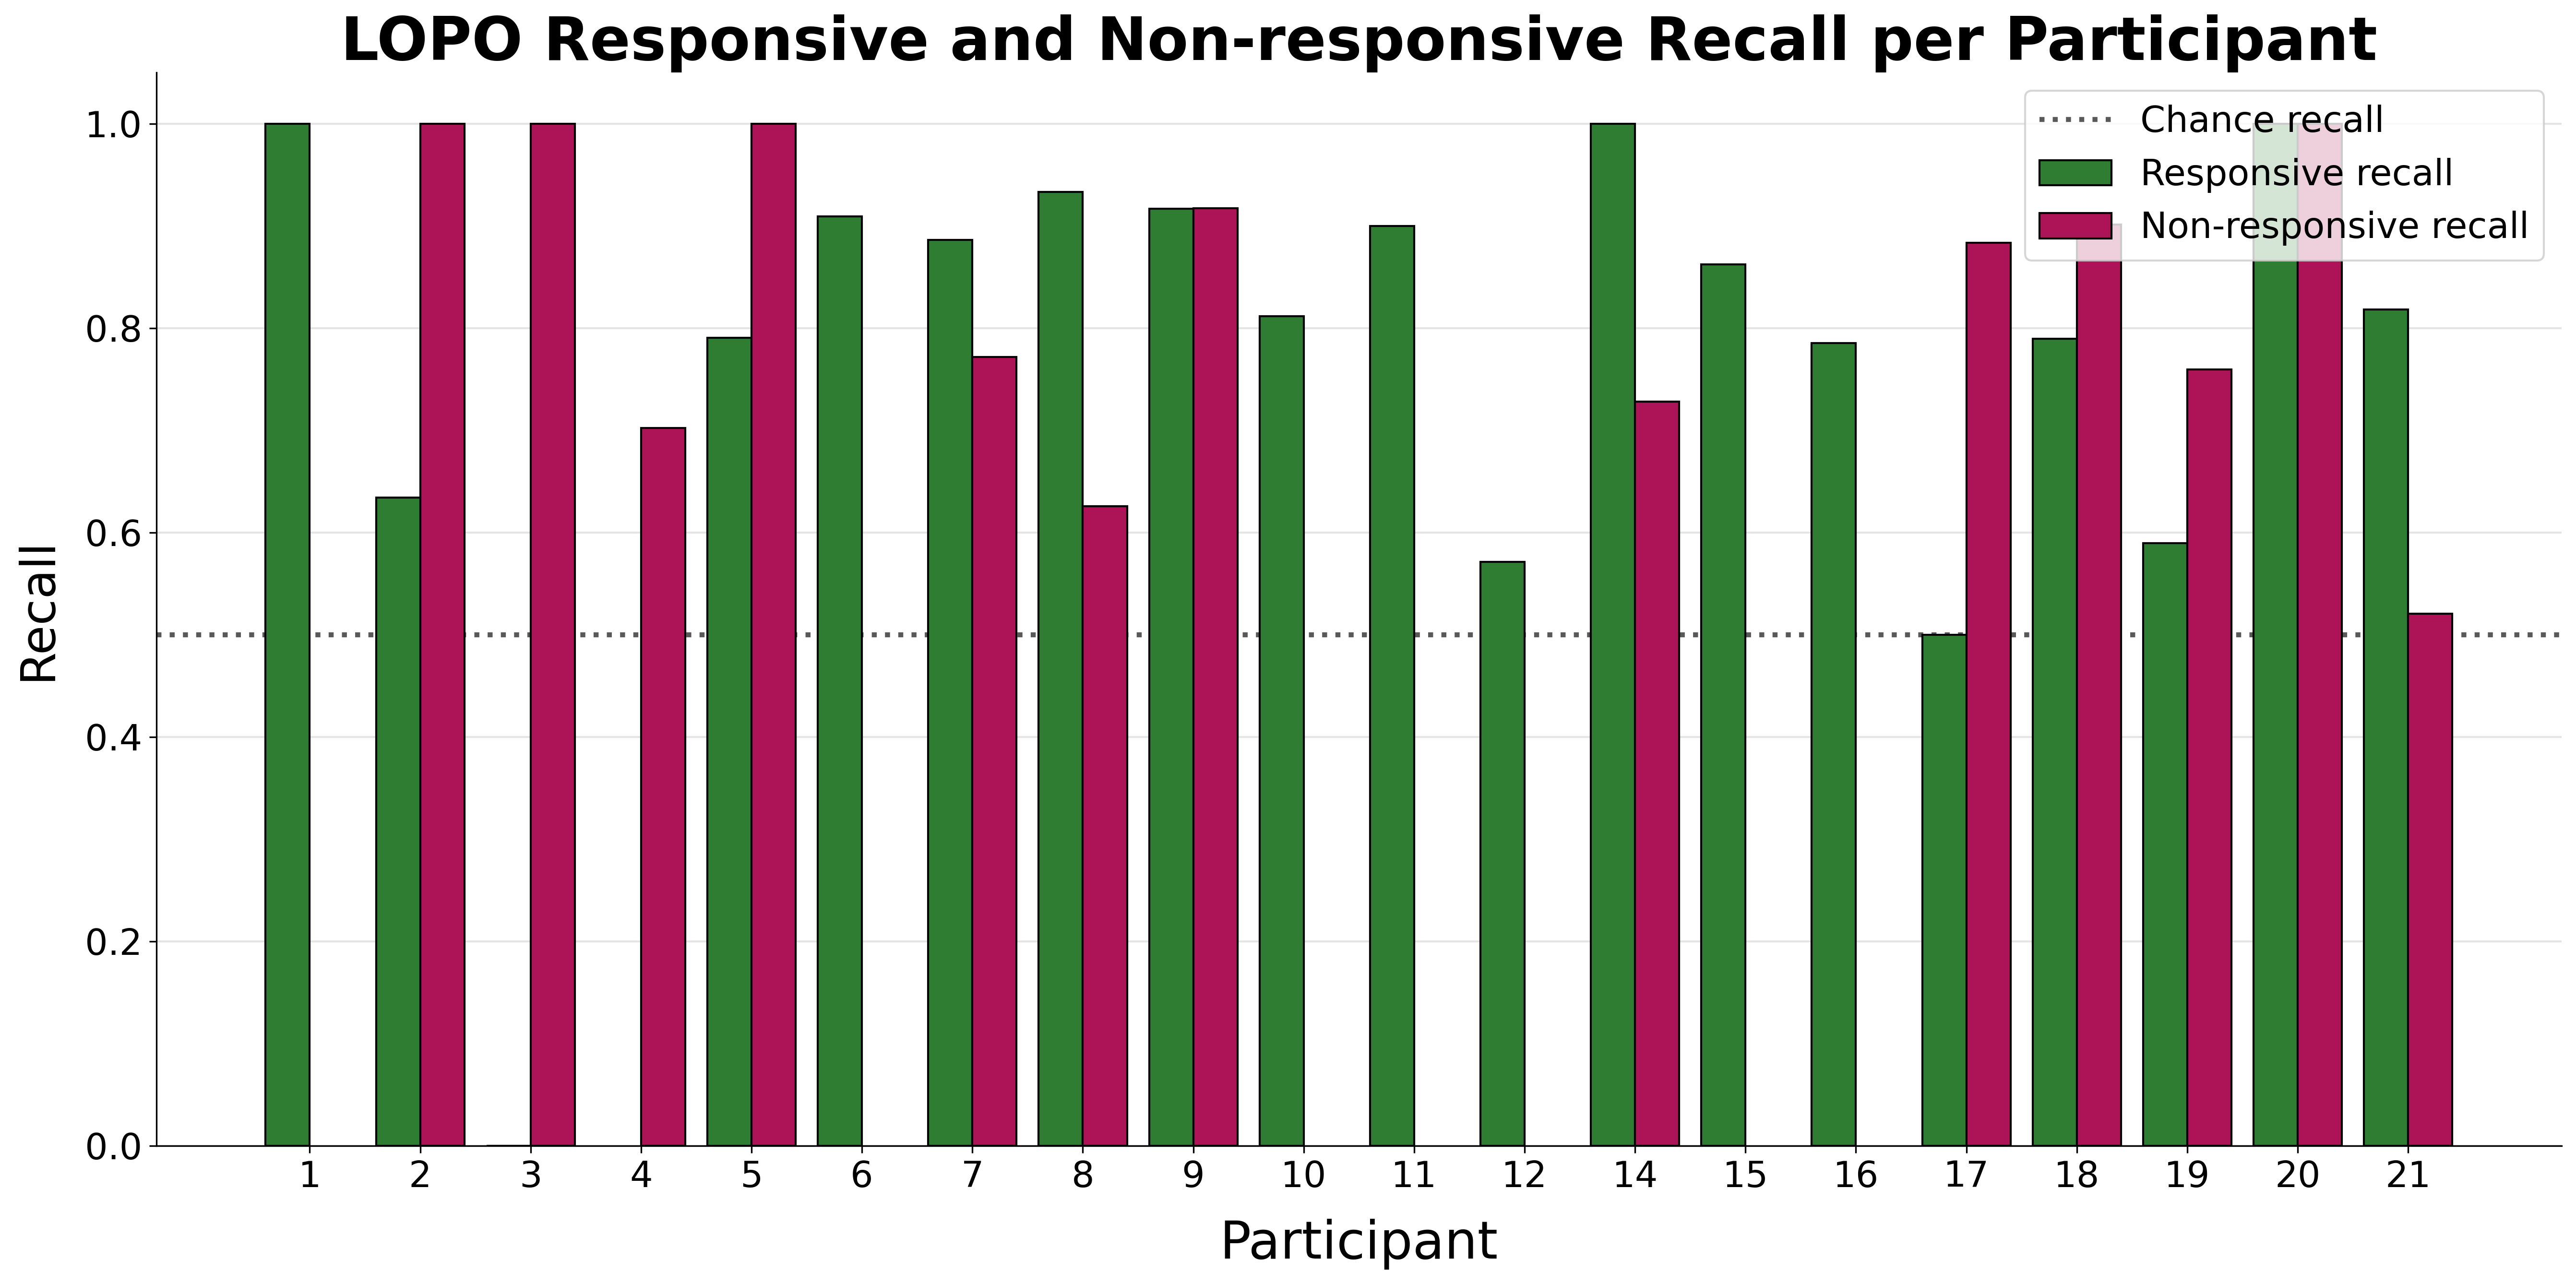 LOPO Responsive and Non-responsive Recall per Participant
Chance recall
Responsive recall
Non-responsive recall
1.0
0.8
0.6
0.4
0.2
0.0
Recall
1 2 3 4 5 6 7 8 9 10 11 12 14 15 16 17 18 19 20 21
Participant